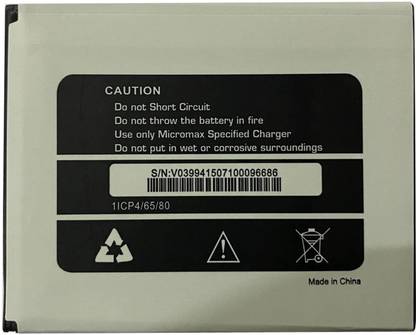 CAUTION
Do not Short Circuit
Do not throw the battery in fire
Use only Micromax Specified Charger
Do not put in wet or corrosive surroundings
S/N:V039941507100096686
1ICP4/65/80
Made in China